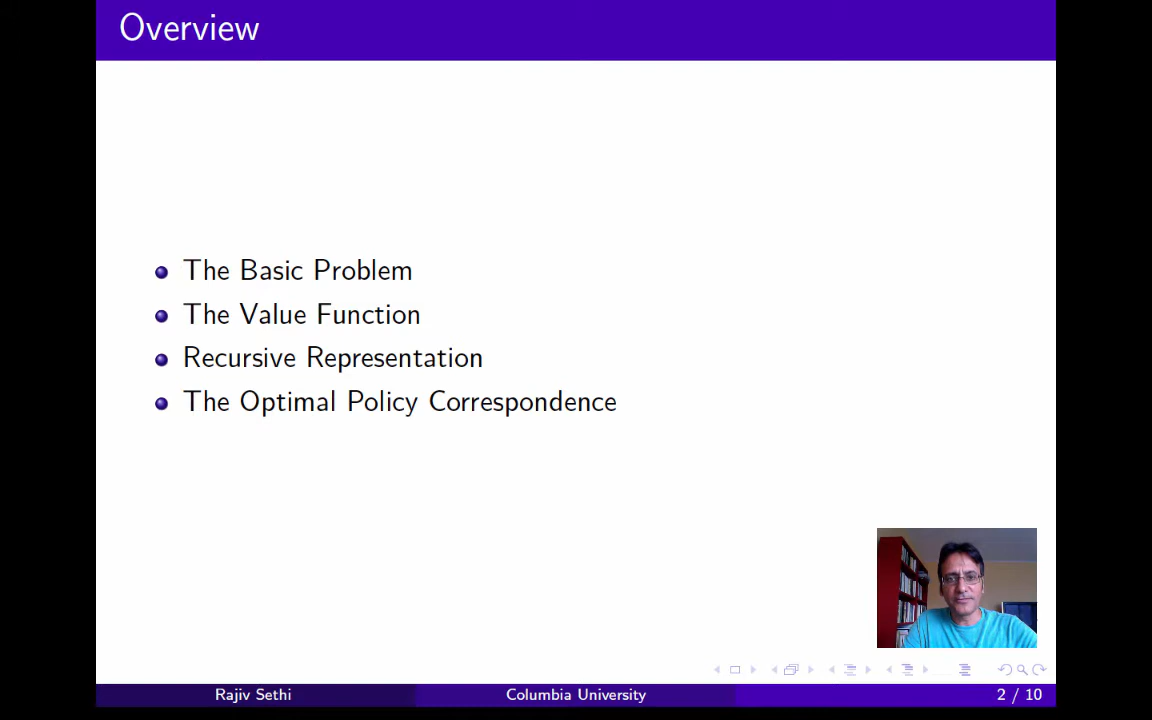 Overview
The Basic Problem
The Value Function
Recursive Representation
The Optimal Policy Correspondence
Rajiv Sethi
Columbia University
2 / 10